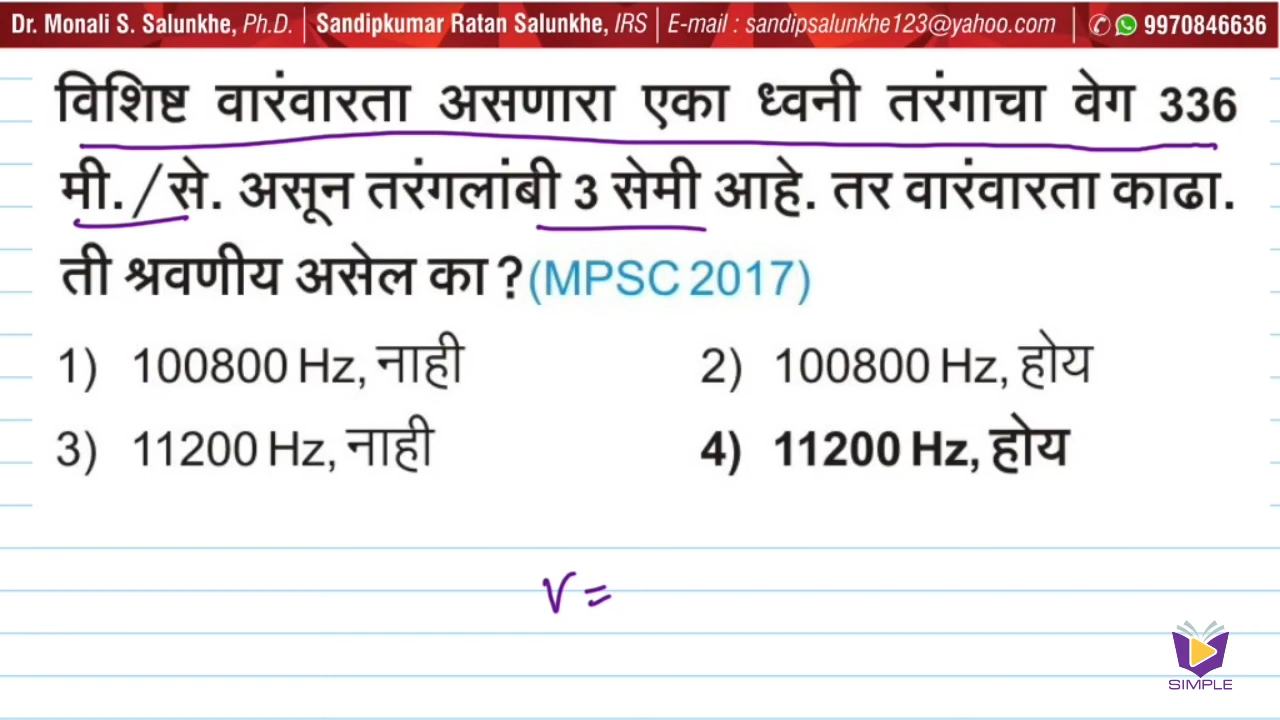 Dr. Monali S. Salunkhe, Ph.D. | Sandipkumar Ratan Salunkhe, IRS | E-mail : sandipsalunkhe123@yahoo.com | 9970846636
विशिष्ट वारंवारता असणारा एका ध्वनी तरंगाचा वेग 336
मी./से. असून तरंगलांबी 3 सेमी आहे. तर वारंवारता काढा.
ती श्रवणीय असेल का? (MPSC 2017)
1) 100800 Hz, नाही 2) 100800 Hz, होय
3) 11200 Hz, नाही 4) 11200 Hz, होय
v =
SIMPLE